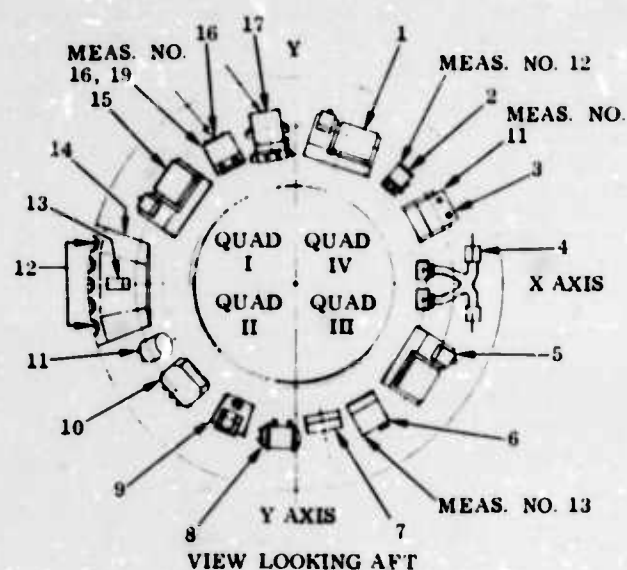 16
17
Y
1
MEAS. NO.
16, 19
MEAS. NO. 12
15
2
MEAS. NO.
11
14
3
13
4
QUAD
I
QUAD
IV
12
X AXIS
QUAD
II
QUAD
III
11
5
10
6
9
MEAS. NO. 13
8
Y AXIS
7
VIEW LOOKING AFT